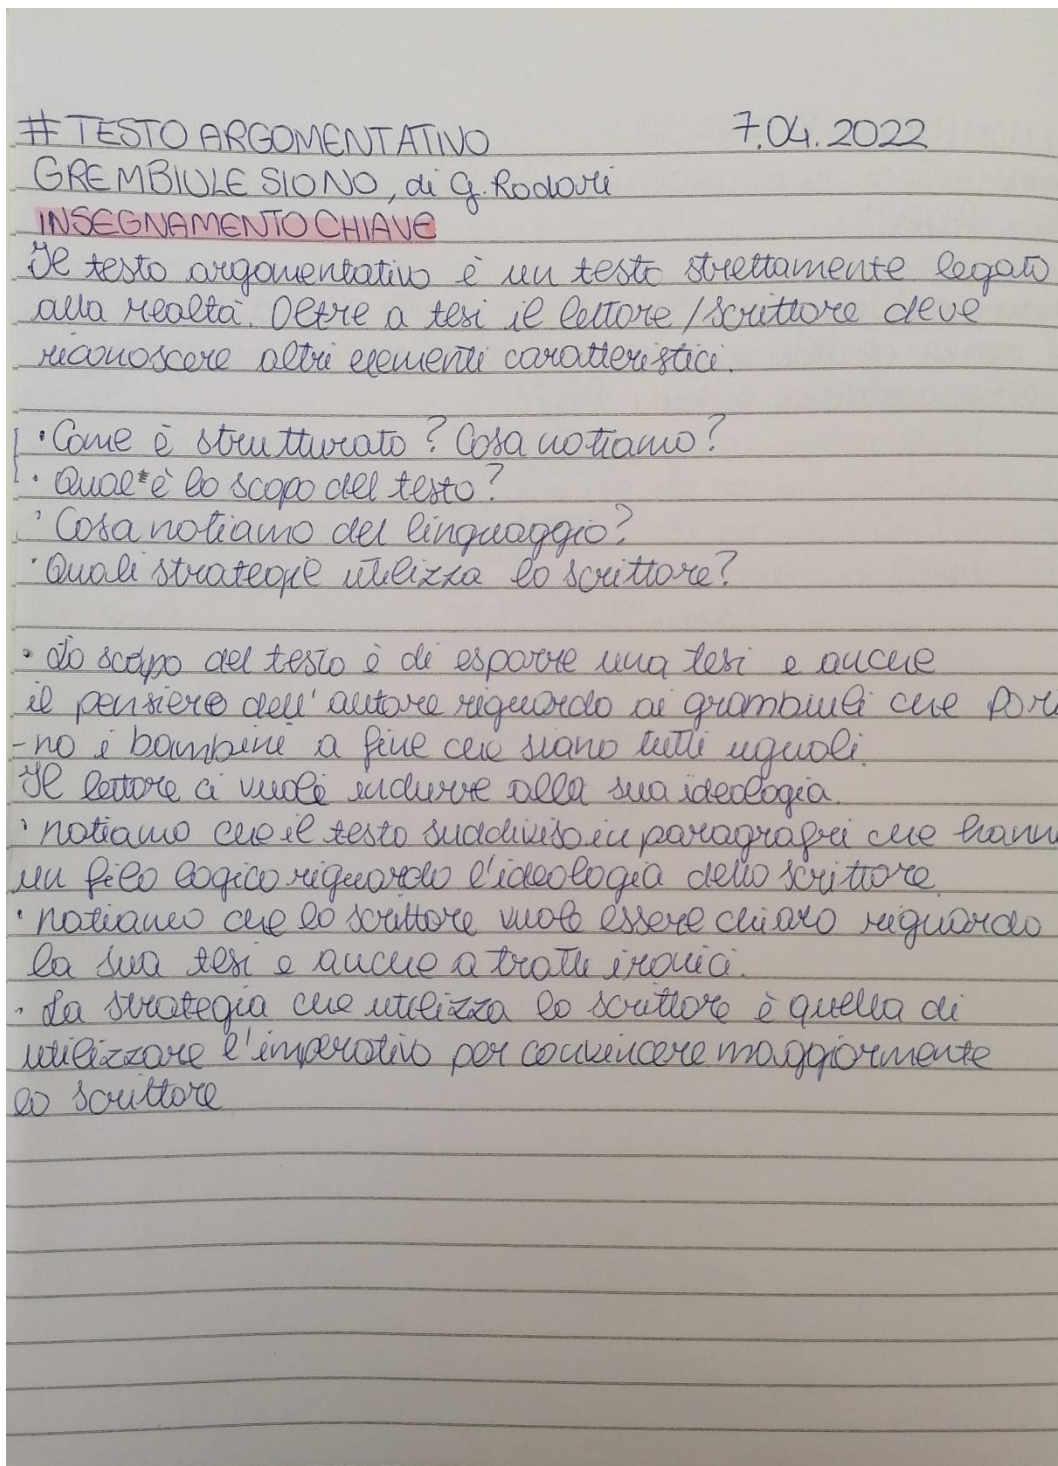 # TESTO ARGOMENTATIVO 7.04.2022
GREMBIULE SI O NO, di G. Rodari
INSEGNAMENTO CHIAVE
Il testo argomentativo è un testo strettamente legato
alla realtà. Oltre a tesi il lettore / scrittore deve
riconoscere altri elementi caratteristici.
· Come è strutturato? Cosa notiamo?
· Qual è lo scopo del testo?
· Cosa notiamo del linguaggio?
· Quali strategie utilizza lo scrittore?
· Lo scopo del testo è di esporre una tesi e anche
il pensiero dell'autore riguardo ai grambiuli che por
-no i bambini a fine che siano tutti uguali.
Il lettore ci vuole indurre alla sua ideologia.
· notiamo che il testo suddiviso in paragrafri che hann
un filo logico riguardo l'ideologia dello scrittore
· notiamo che lo scrittore vuole essere chiaro riguardo
la sua tesi e anche a tratti ironici.
· La strategia che utilizza lo scrittore è quella di
utilizzare l'imperativo per convincere maggiormente
lo scrittore